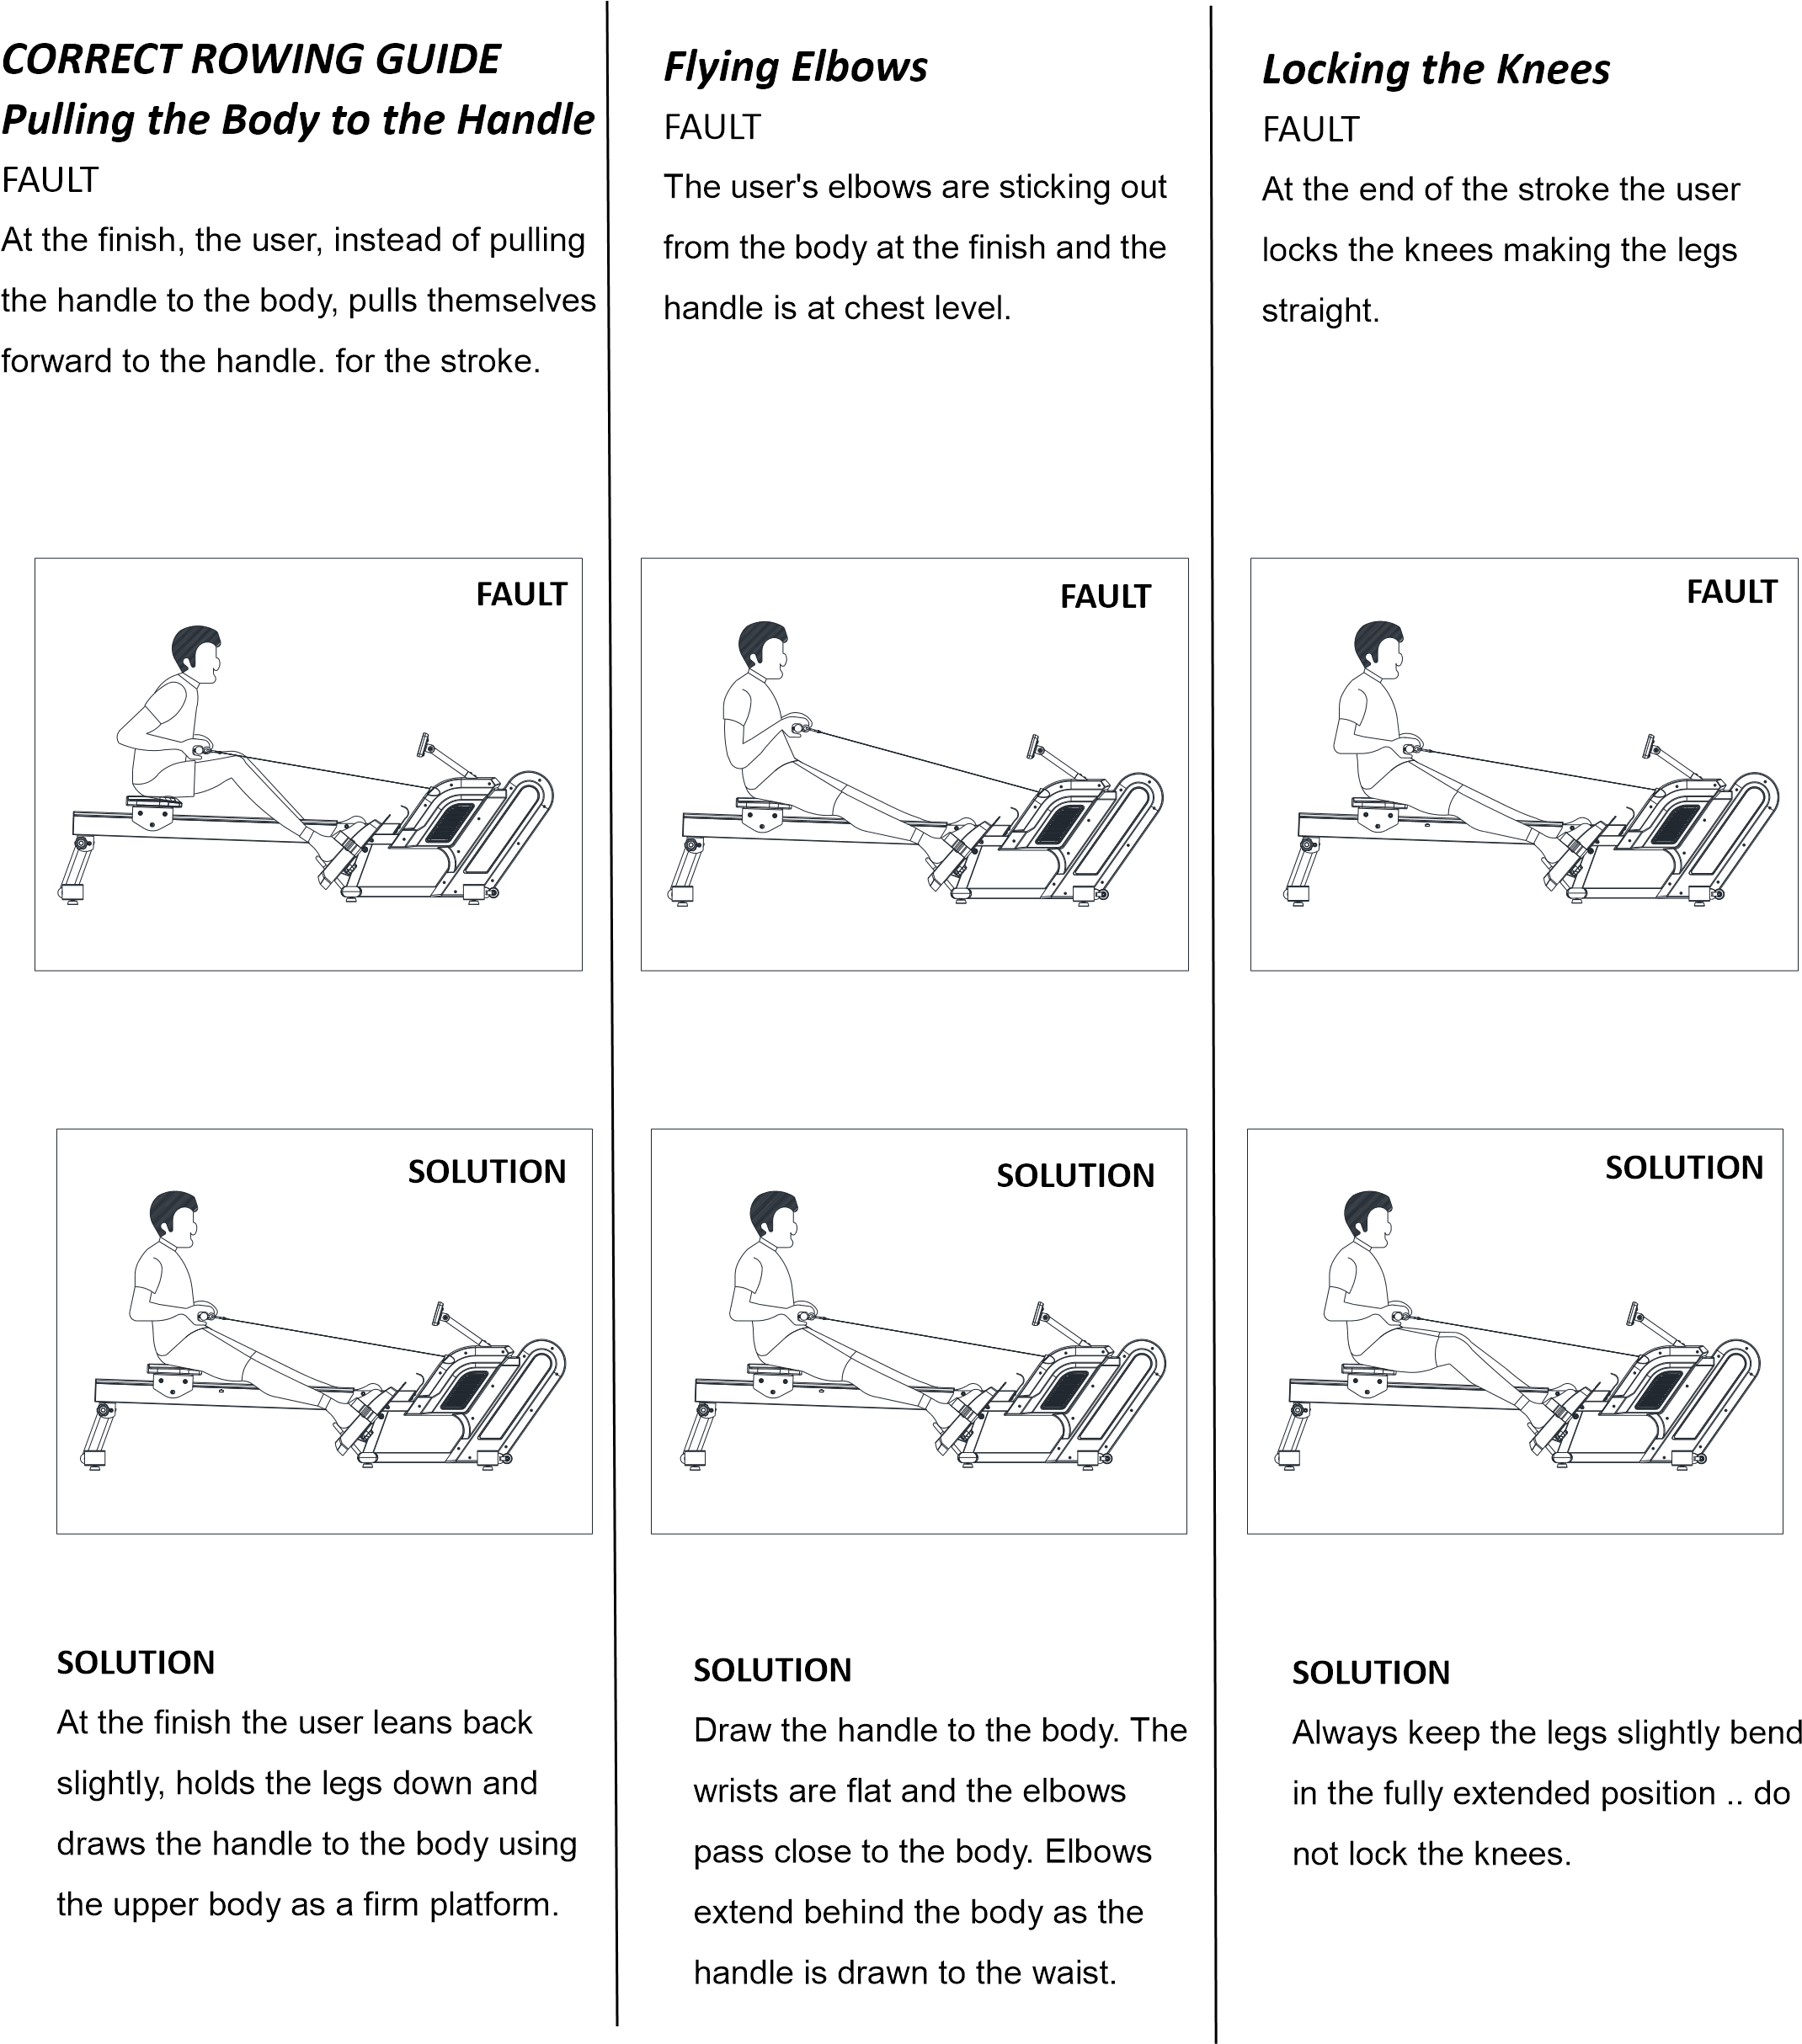 CORRECT ROWING GUIDE
Pulling the Body to the Handle
FAULT
At the finish, the user, instead of pulling
the handle to the body, pulls themselves
forward to the handle. for the stroke.
FAULT
SOLUTION
SOLUTION
At the finish the user leans back
slightly, holds the legs down and
draws the handle to the body using
the upper body as a firm platform.
Flying Elbows
FAULT
The user's elbows are sticking out
from the body at the finish and the
handle is at chest level.
FAULT
SOLUTION
SOLUTION
Draw the handle to the body. The
wrists are flat and the elbows
pass close to the body. Elbows
extend behind the body as the
handle is drawn to the waist.
Locking the Knees
FAULT
At the end of the stroke the user
locks the knees making the legs
straight.
FAULT
SOLUTION
SOLUTION
Always keep the legs slightly bend
in the fully extended position .. do
not lock the knees.